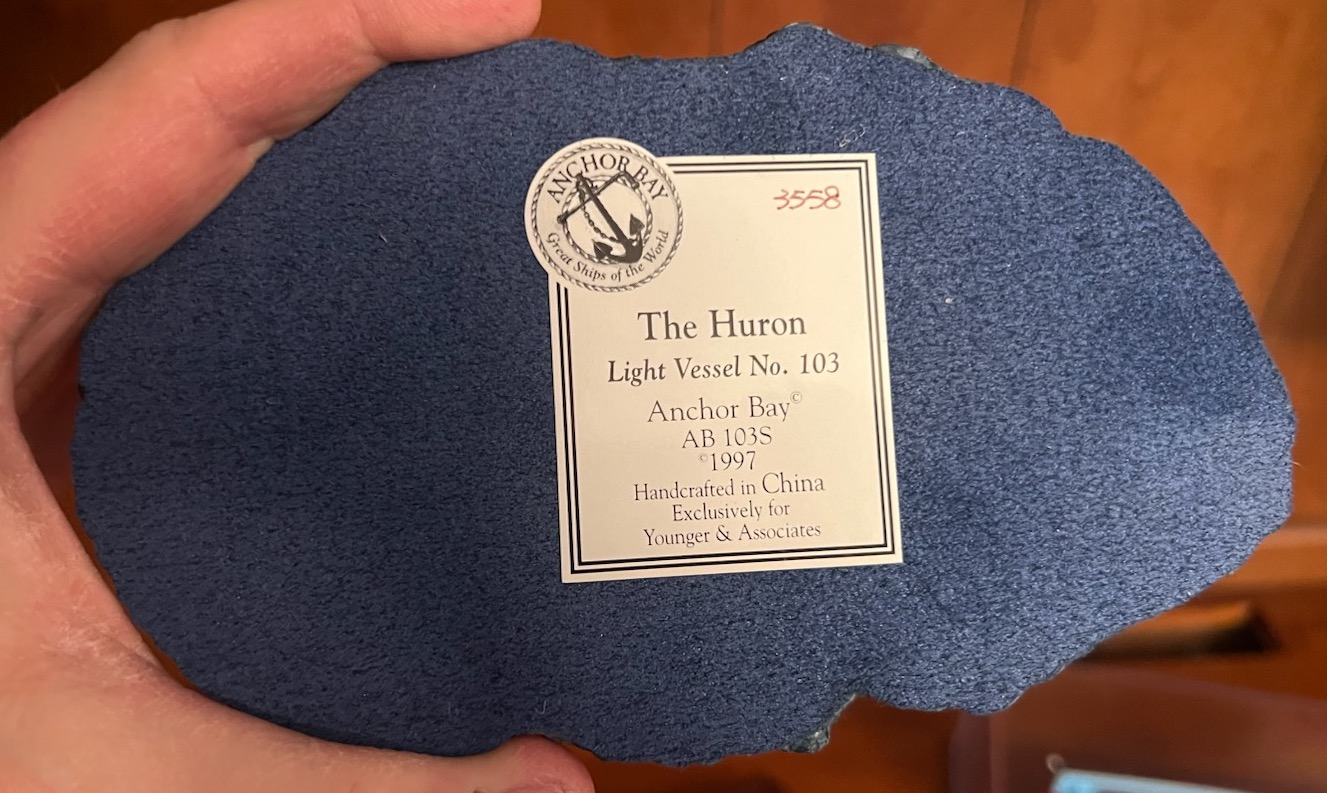 ANCHOR BAY
Great Ships of the World
3558
The Huron
Light Vessel No. 103
Anchor Bay©
AB 103S
©1997
Handcrafted in China
Exclusively for
Younger & Associates